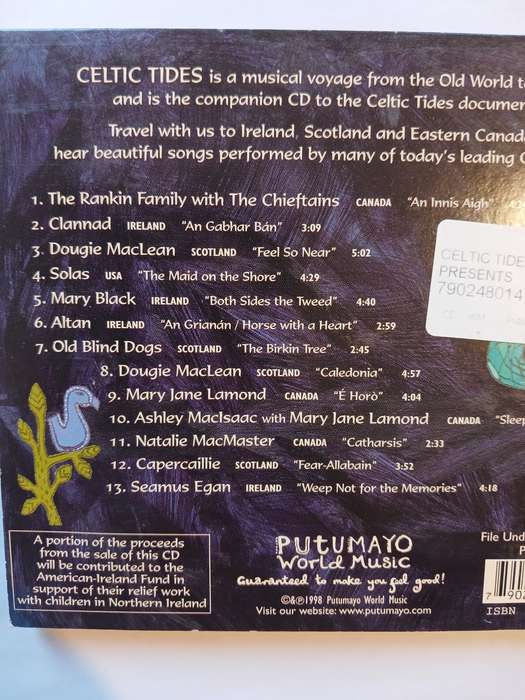 CELTIC TIDES is a musical voyage from the Old World t
and is the companion CD to the Celtic Tides documen
Travel with us to Ireland, Scotland and Eastern Canad
hear beautiful songs performed by many of today's leading C
1. The Rankin Family with The Chieftains CANADA "An Innis Aigh"
2. Clannad IRELAND "An Gabhar Bán" 3:09
3. Dougie MacLean SCOTLAND "Feel So Near" 5:02
4. Solas USA "The Maid on the Shore" 4:29
5. Mary Black IRELAND "Both Sides the Tweed" 4:40
6. Altan IRELAND "An Grianán / Horse with a Heart" 2:59
7. Old Blind Dogs SCOTLAND "The Birkin Tree" 2:45
8. Dougie MacLean SCOTLAND "Caledonia" 4:57
9. Mary Jane Lamond CANADA "É Horò" 4:04
10. Ashley MacIsaac with Mary Jane Lamond CANADA "Sleep
11. Natalie MacMaster CANADA "Catharsis" 2:33
12. Capercaillie SCOTLAND "Fear-Allabain" 3:52
13. Seamus Egan IRELAND "Weep Not for the Memories" 4:18
CELTIC TIDE
PRESENTS
790248014
A portion of the proceeds
from the sale of this CD
will be contributed to the
American-Ireland Fund in
support of their relief work
with children in Northern Ireland
PUTUMAYO
World Music
Guaranteed to make you feel good!
©&℗1998 Putumayo World Music
Visit our website: www.putumayo.com
File Und
P
7 902
ISBN